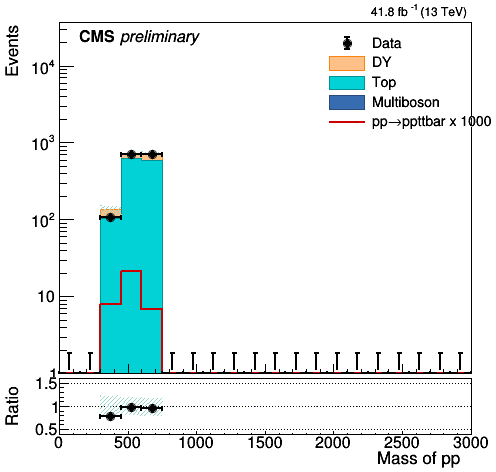 41.8 fb⁻¹ (13 TeV)
CMS preliminary
Events
Data
DY
Top
Multiboson
pp→ppttbar x 1000
10⁴
10³
10²
10
1
Ratio
1.5
1
0.5
0 500 1000 1500 2000 2500 3000
Mass of pp